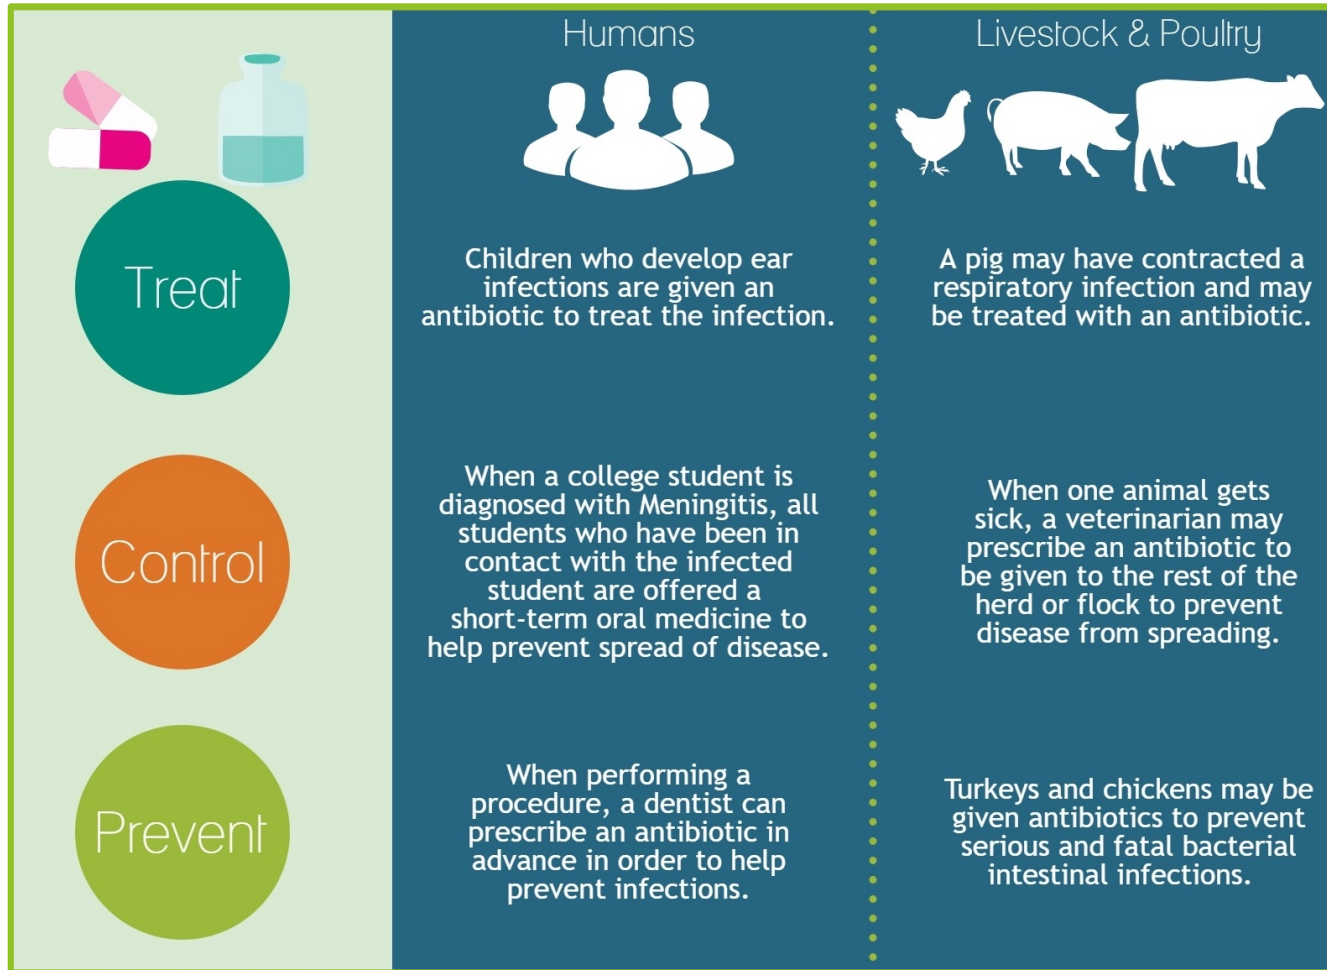 Humans
Livestock & Poultry
Treat
Children who develop ear
infections are given an
antibiotic to treat the infection.
A pig may have contracted a
respiratory infection and may
be treated with an antibiotic.
Control
When a college student is
diagnosed with Meningitis, all
students who have been in
contact with the infected
student are offered a
short-term oral medicine to
help prevent spread of disease.
When one animal gets
sick, a veterinarian may
prescribe an antibiotic to
be given to the rest of the
herd or flock to prevent
disease from spreading.
Prevent
When performing a
procedure, a dentist can
prescribe an antibiotic in
advance in order to help
prevent infections.
Turkeys and chickens may be
given antibiotics to prevent
serious and fatal bacterial
intestinal infections.